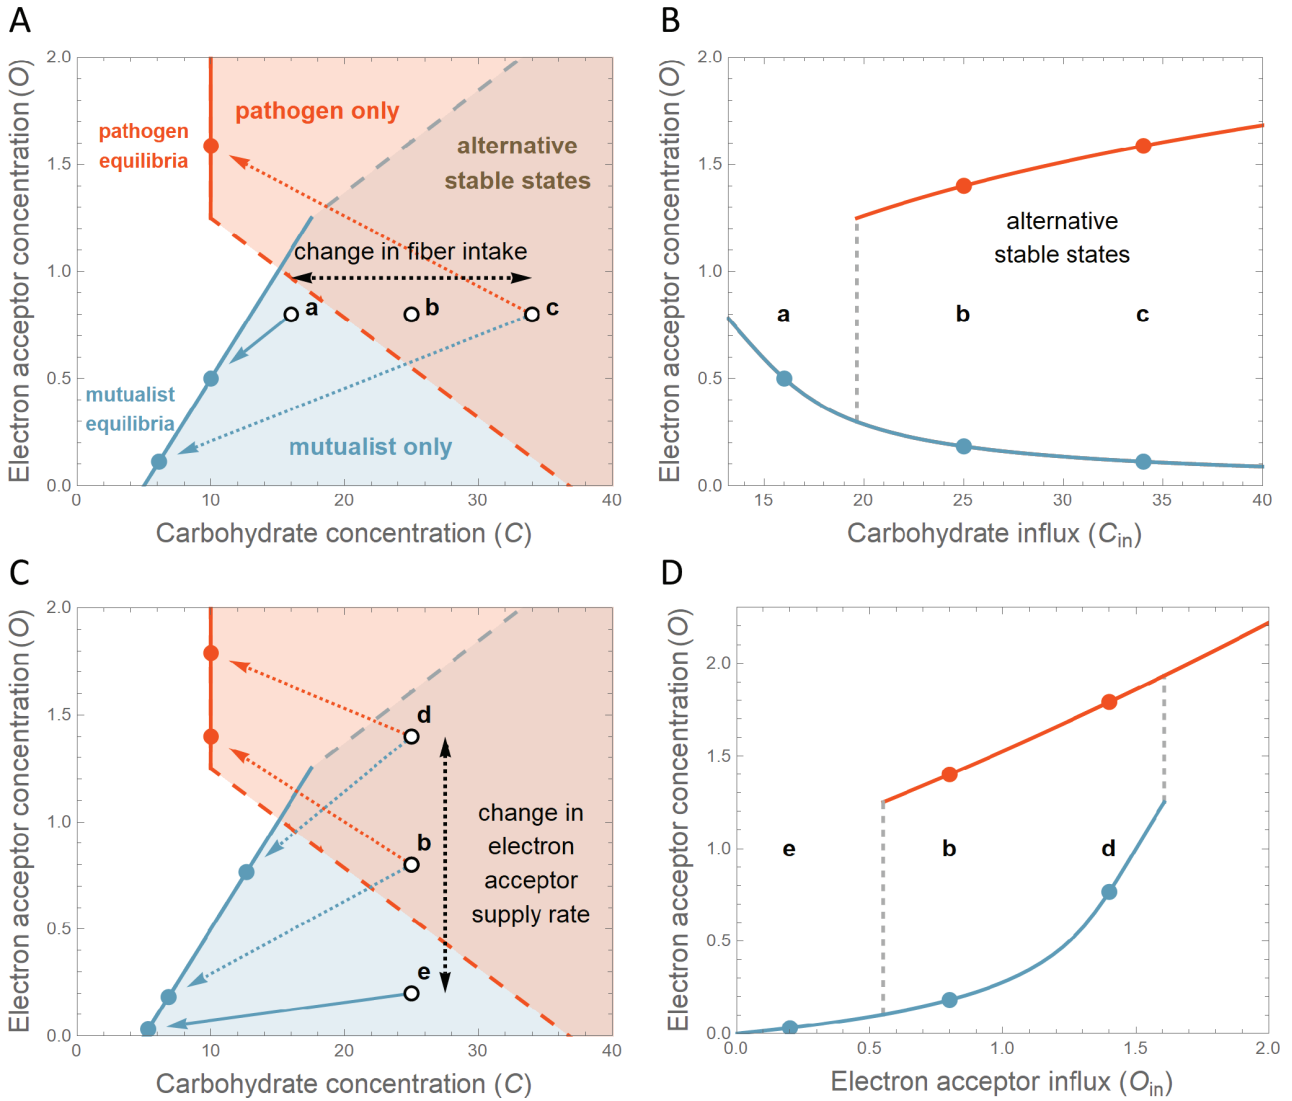 A
Electron acceptor concentration (O)
2.0
1.5
1.0
0.5
0.0
pathogen only
pathogen
equilibria
alternative
stable states
change in fiber intake
a
b
c
mutualist
equilibria
mutualist only
0
10
20
30
40
Carbohydrate concentration (C)
B
Electron acceptor concentration (O)
2.0
1.5
1.0
0.5
0.0
alternative
stable states
a
b
c
15
20
25
30
35
40
Carbohydrate influx (Cin)
C
Electron acceptor concentration (O)
2.0
1.5
1.0
0.5
0.0
d
b
e
change in
electron
acceptor
supply rate
0
10
20
30
40
Carbohydrate concentration (C)
D
Electron acceptor concentration (O)
2.0
1.5
1.0
0.5
0.0
e
b
d
0.0
0.5
1.0
1.5
2.0
Electron acceptor influx (Oin)